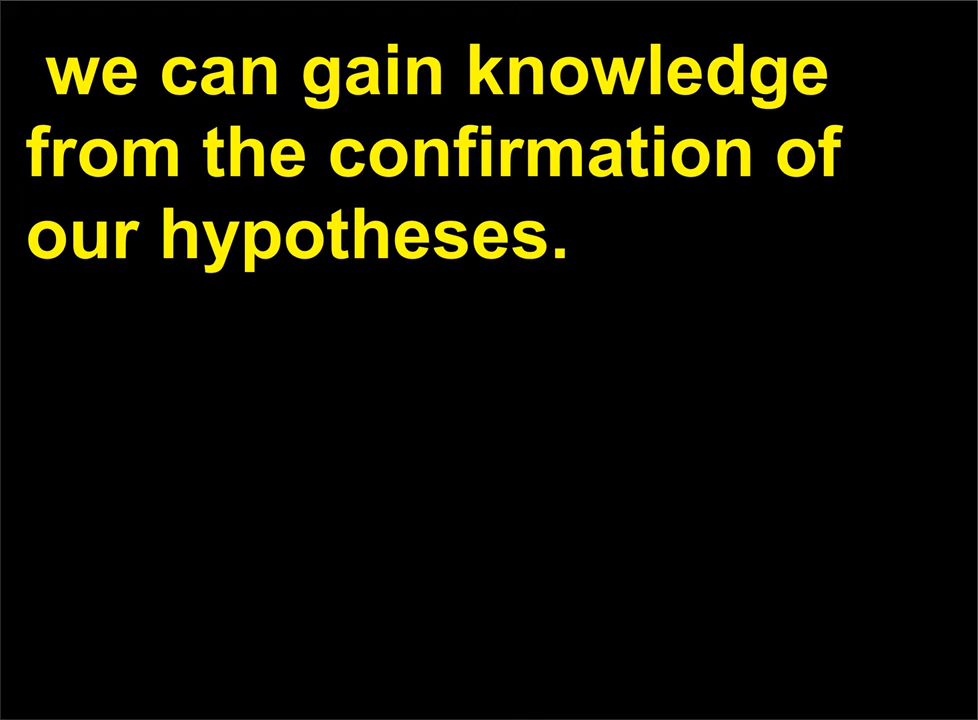 we can gain knowledge
from the confirmation of
our hypotheses.